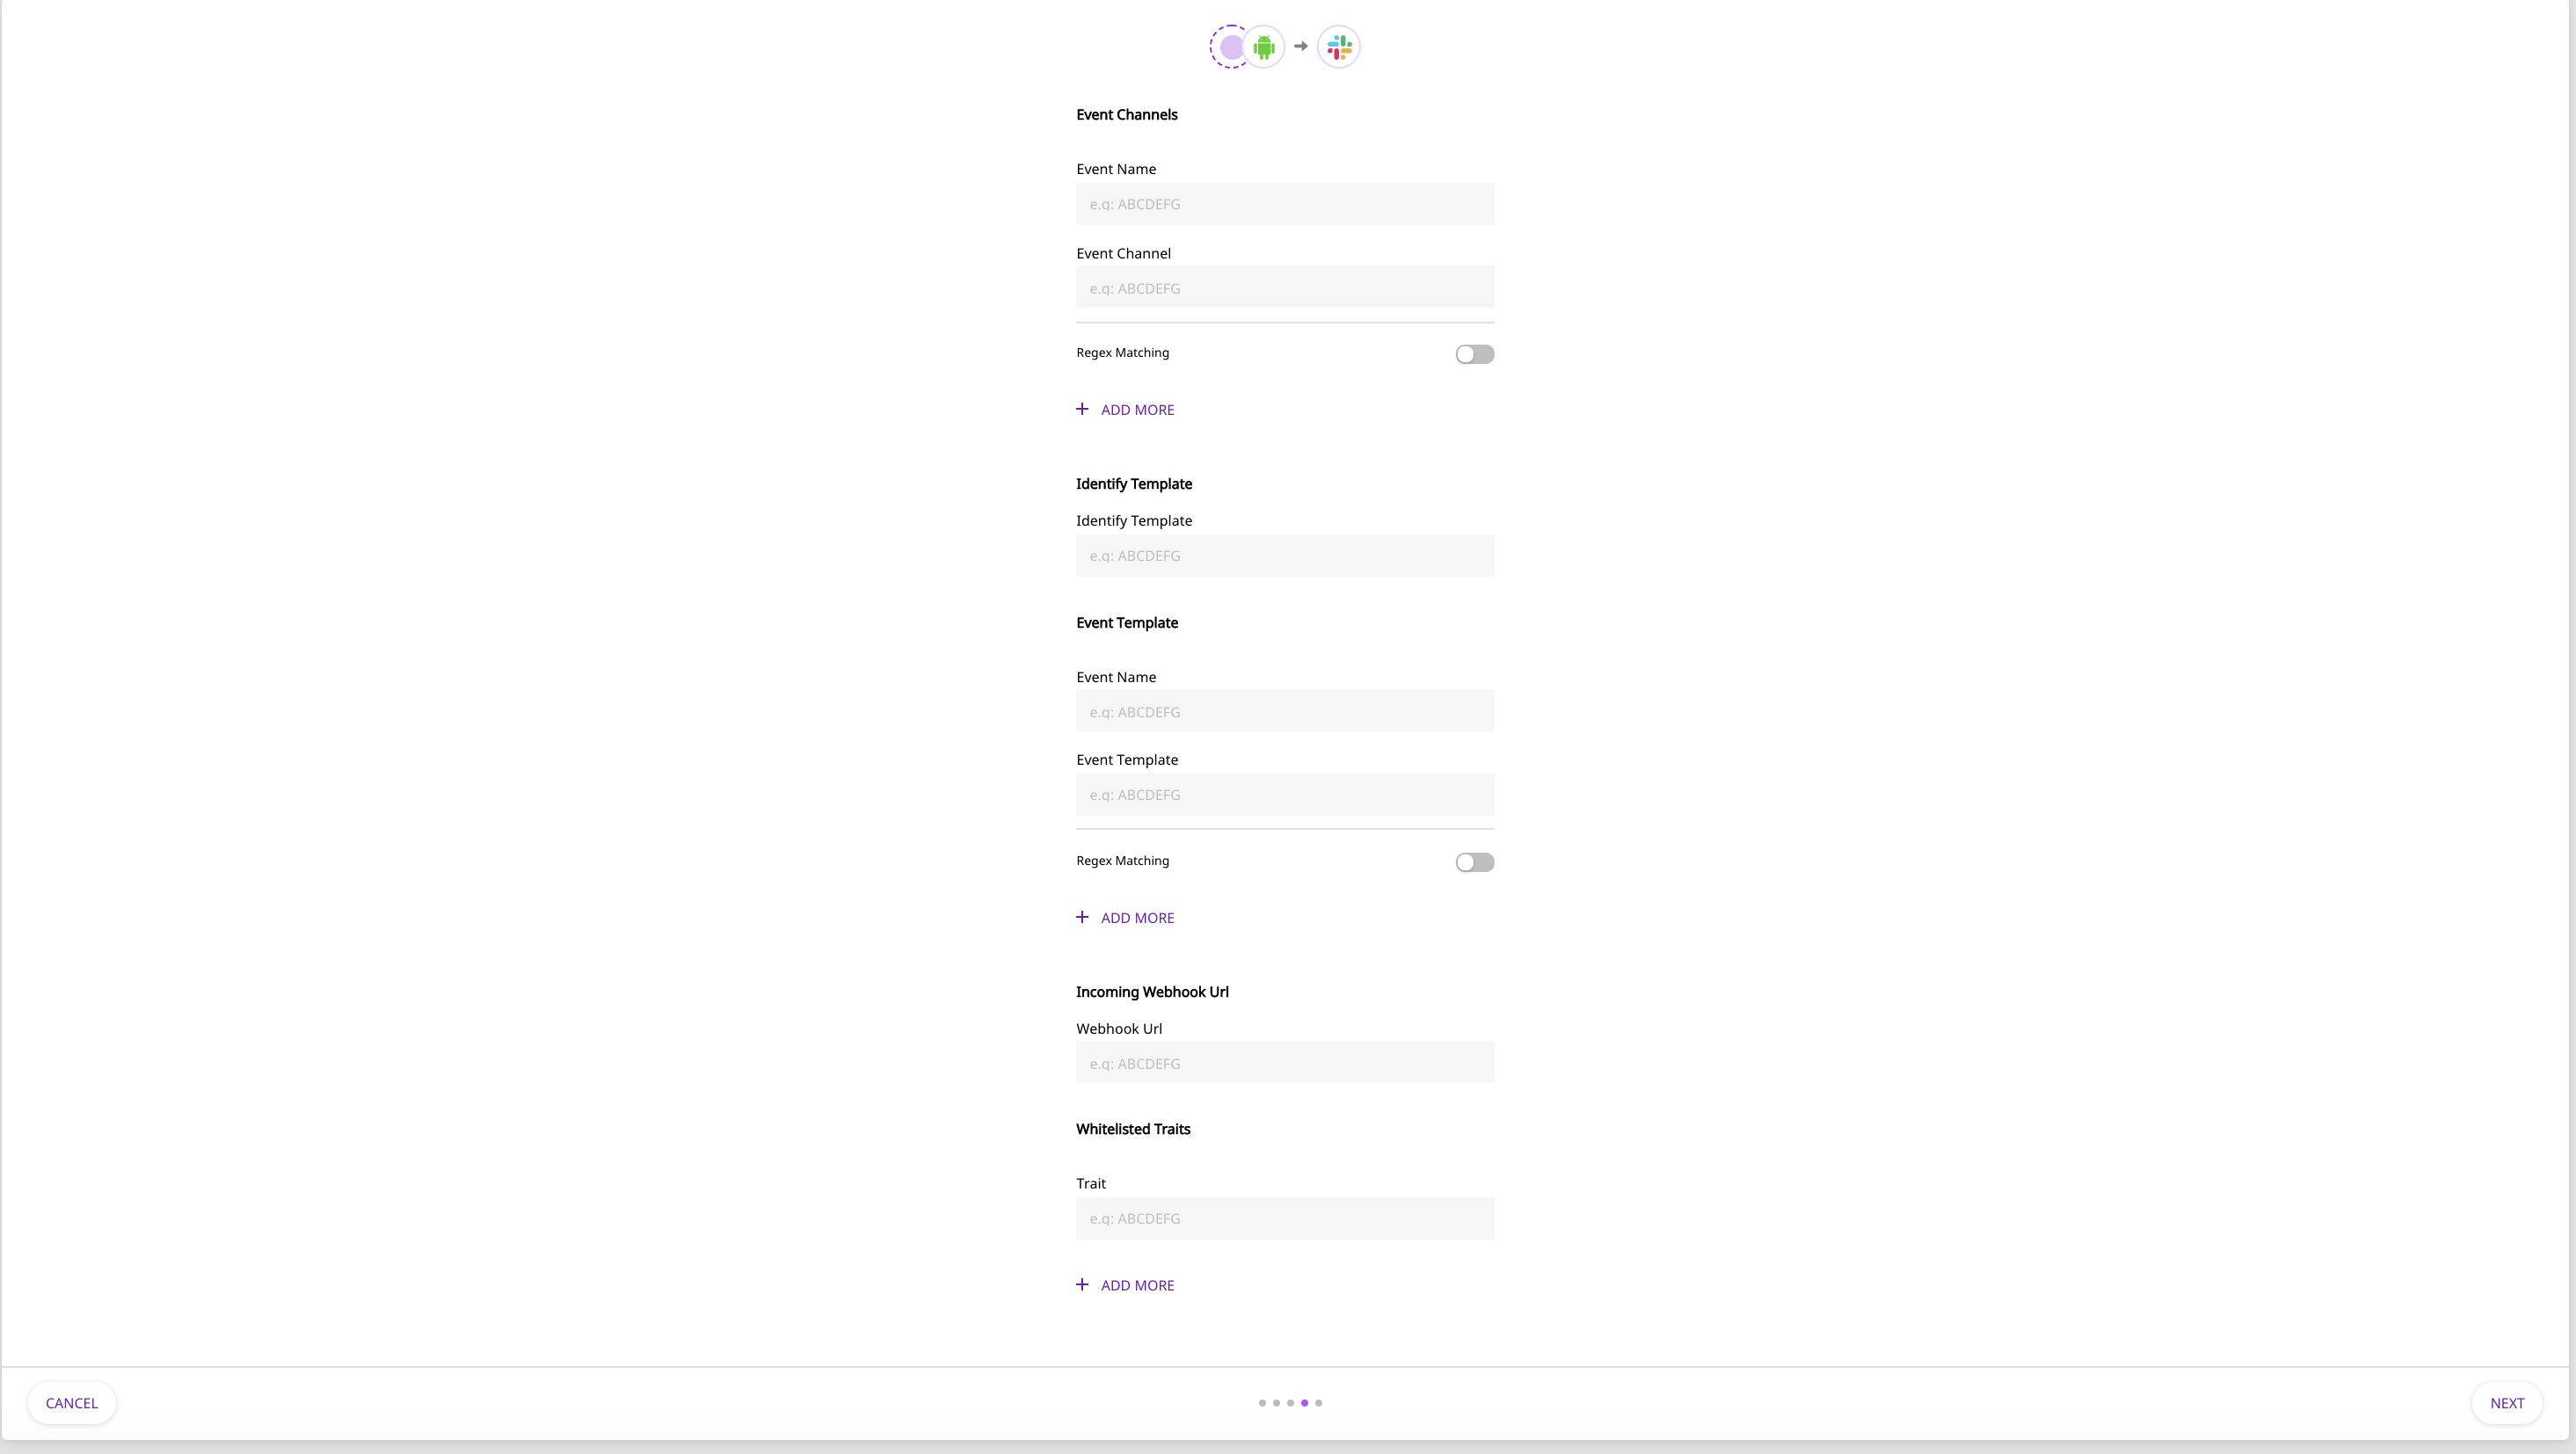 Event Channels
Event Name
e.g: ABCDEFG
Event Channel
e.g: ABCDEFG
Regex Matching
+ ADD MORE
Identify Template
Identify Template
e.g: ABCDEFG
Event Template
Event Name
e.g: ABCDEFG
Event Template
e.g: ABCDEFG
Regex Matching
+ ADD MORE
Incoming Webhook Url
Webhook Url
e.g: ABCDEFG
Whitelisted Traits
Trait
e.g: ABCDEFG
+ ADD MORE
CANCEL
NEXT